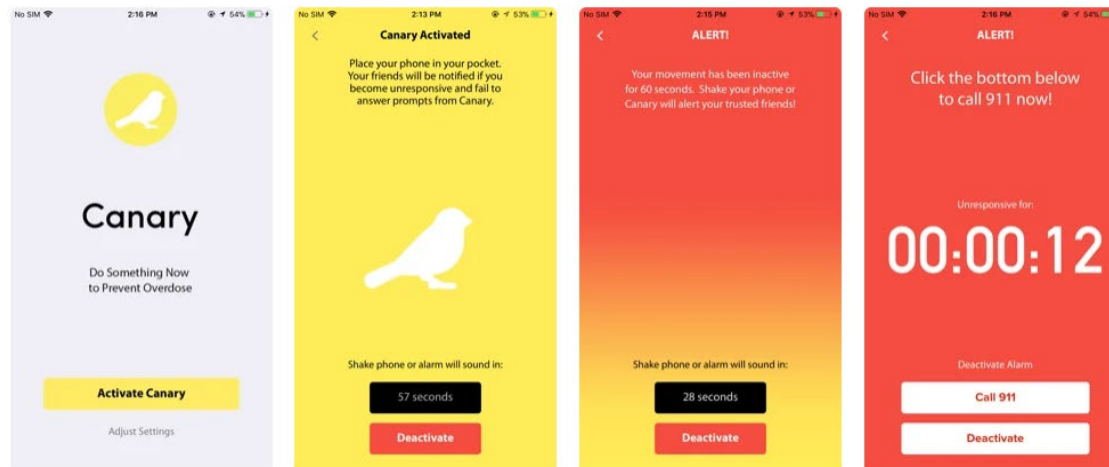 No SIM 2:16 PM 54%
Canary
Do Something Now
to Prevent Overdose
Activate Canary
Adjust Settings
No SIM 2:13 PM 53%
Canary Activated
Place your phone in your pocket.
Your friends will be notified if you
become unresponsive and fail to
answer prompts from Canary.
Shake phone or alarm will sound in:
57 seconds
Deactivate
No SIM 2:15 PM 53%
ALERT!
Your movement has been inactive
for 60 seconds. Shake your phone or
Canary will alert your trusted friends!
Shake phone or alarm will sound in:
28 seconds
Deactivate
No SIM 2:16 PM 54%
ALERT!
Click the bottom below
to call 911 now!
Unresponsive for:
00:00:12
Deactivate Alarm
Call 911
Deactivate